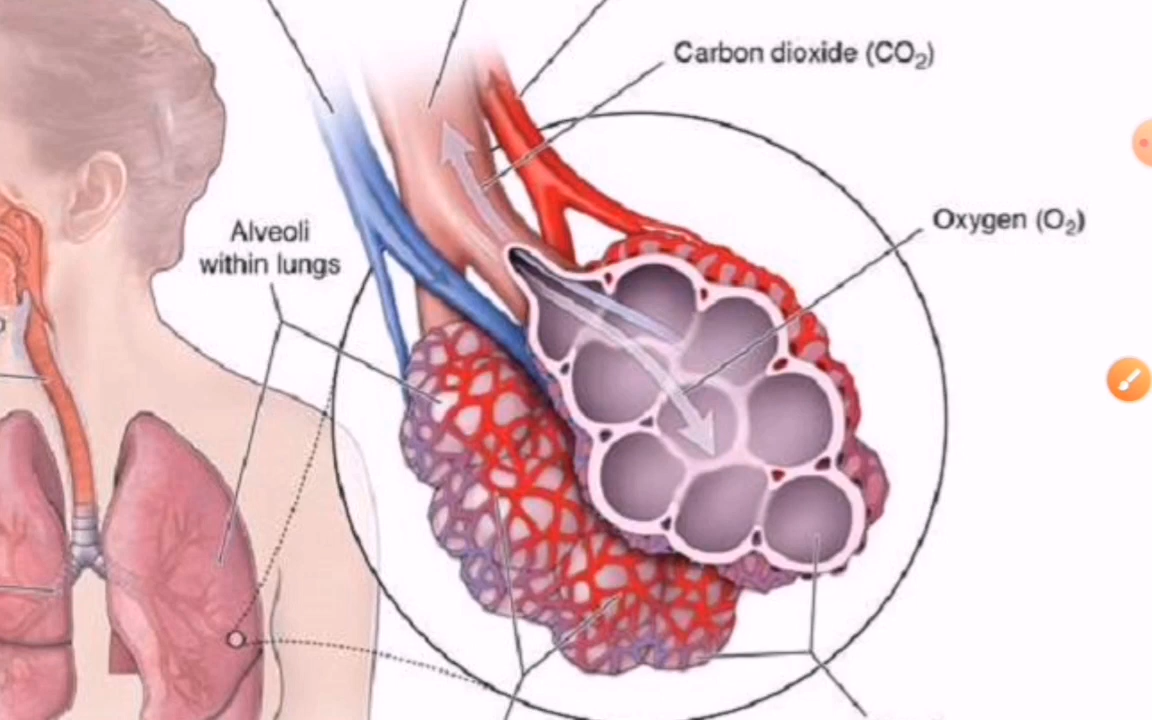 Carbon dioxide (CO₂)
Oxygen (O₂)
Alveoli
within lungs